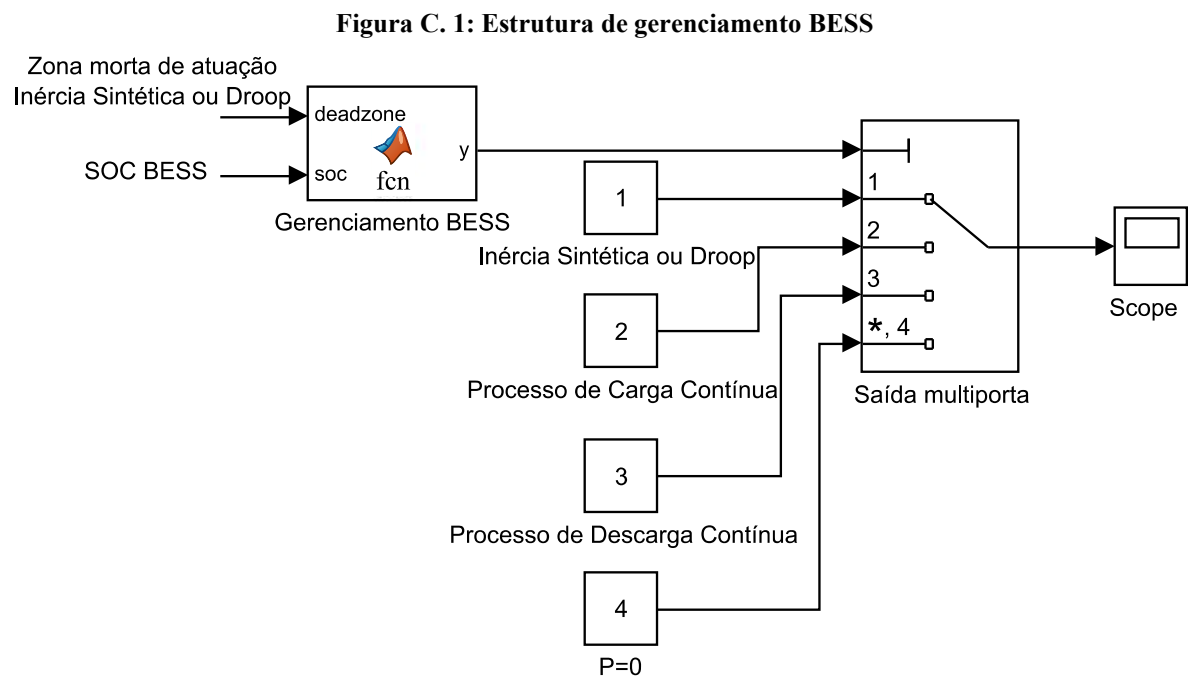 Figura C. 1: Estrutura de gerenciamento BESS
Zona morta de atuação
Inércia Sintética ou Droop
SOC BESS
deadzone
soc
fcn
y
Gerenciamento BESS
1
Inércia Sintética ou Droop
2
Processo de Carga Contínua
3
Processo de Descarga Contínua
4
P=0
1
2
3
*, 4
Saída multiporta
Scope